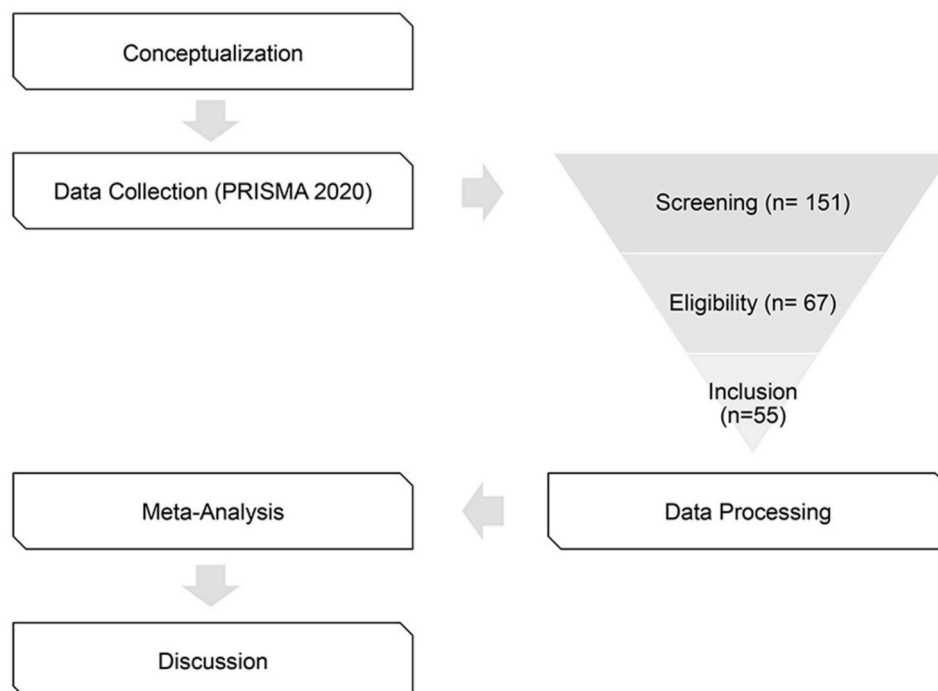 Conceptualization
Data Collection (PRISMA 2020)
Screening (n= 151)
Eligibility (n= 67)
Inclusion
(n=55)
Data Processing
Meta-Analysis
Discussion